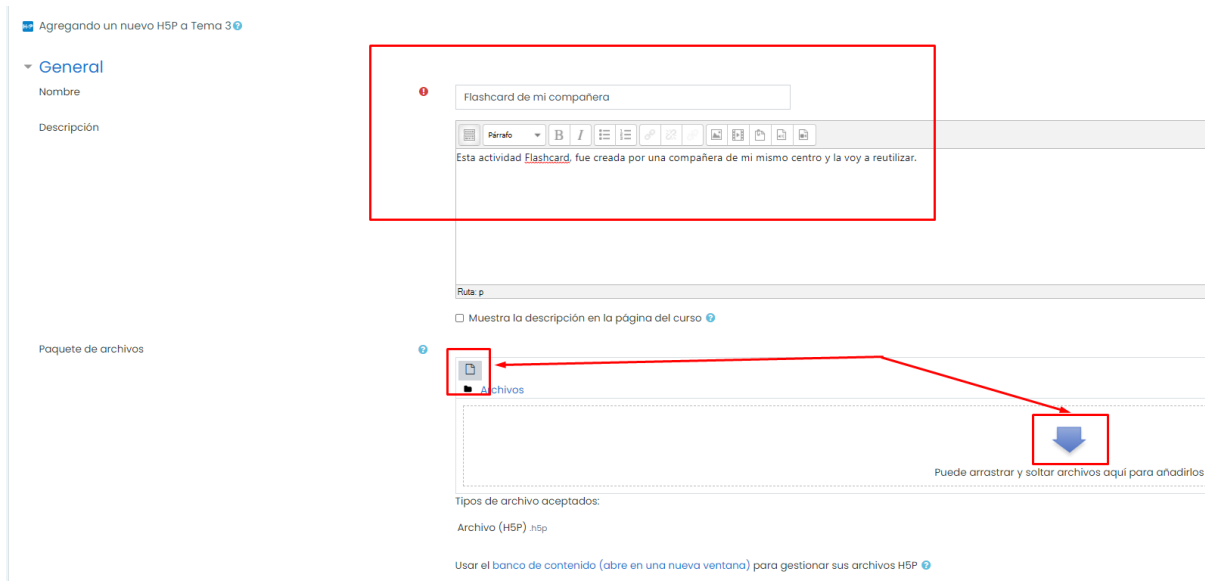 H-P Agregando un nuevo H5P a Tema 3
General
Nombre
Flashcard de mi compañera
Descripción
Párrafo B I
Esta actividad Flashcard, fue creada por una compañera de mi mismo centro y la voy a reutilizar.
Ruta: p
Muestra la descripción en la página del curso
Paquete de archivos
Archivos
Puede arrastrar y soltar archivos aquí para añadirlos
Tipos de archivo aceptados:
Archivo (H5P) .h5p
Usar el banco de contenido (abre en una nueva ventana) para gestionar sus archivos H5P